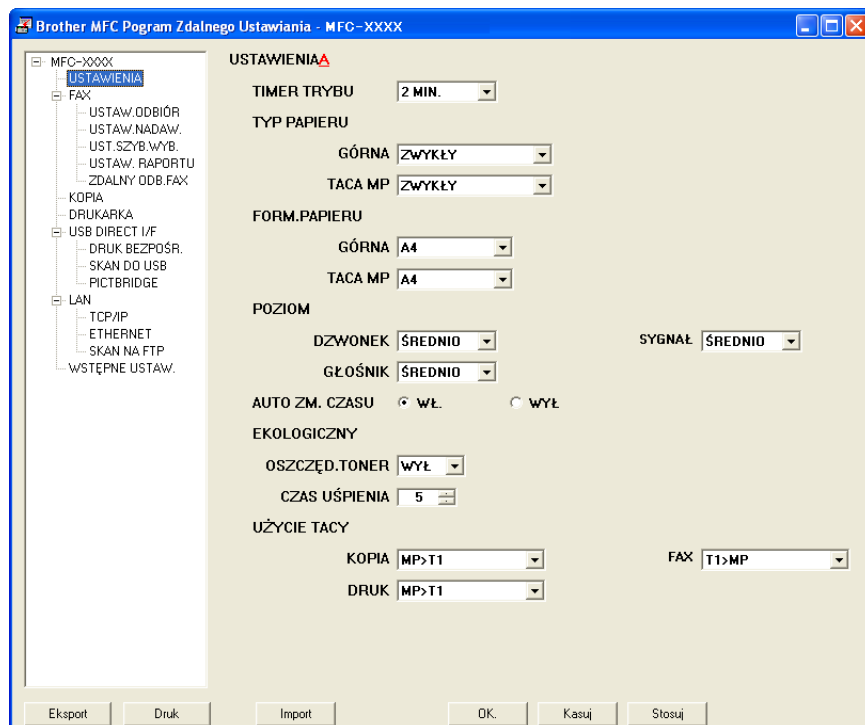 Brother MFC Pogram Zdalnego Ustawiania - MFC-XXXX
MFC-XXXX
USTAWIENIA
FAX
USTAW.ODBIÓR
USTAW.NADAW.
UST.SZYB.WYB.
USTAW. RAPORTU
ZDALNY ODB.FAX
KOPIA
DRUKARKA
USB DIRECT I/F
DRUK BEZPOŚR.
SKAN DO USB
PICTBRIDGE
LAN
TCP/IP
ETHERNET
SKAN NA FTP
WSTĘPNE USTAW.
USTAWIENIAA
TIMER TRYBU 2 MIN.
TYP PAPIERU
GÓRNA ZWYKŁY
TACA MP ZWYKŁY
FORM.PAPIERU
GÓRNA A4
TACA MP A4
POZIOM
DZWONEK ŚREDNIO SYGNAŁ ŚREDNIO
GŁOŚNIK ŚREDNIO
AUTO ZM. CZASU WŁ. WYŁ
EKOLOGICZNY
OSZCZĘD.TONER WYŁ
CZAS UŚPIENIA 5
UŻYCIE TACY
KOPIA MP>T1 FAX T1>MP
DRUK MP>T1
Eksport Druk Import OK. Kasuj Stosuj